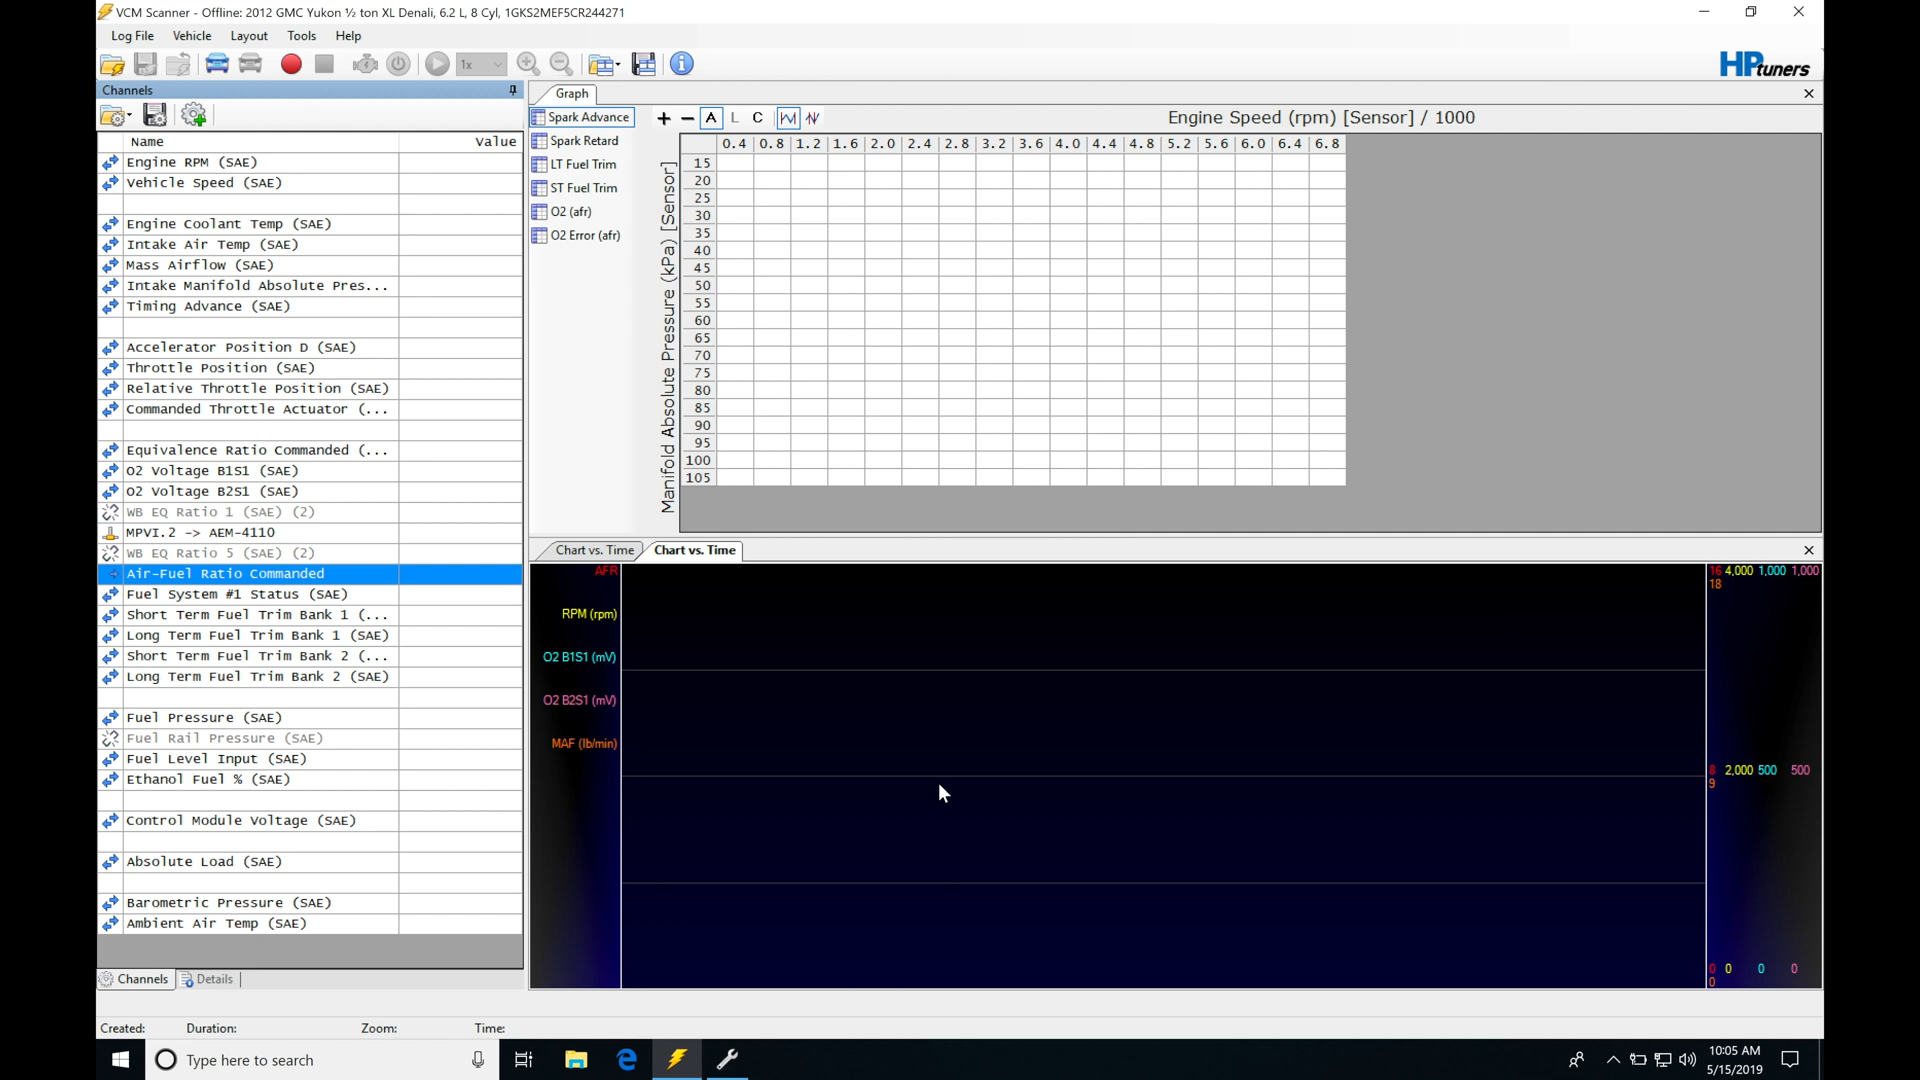 VCM Scanner - Offline: 2012 GMC Yukon ½ ton XL Denali, 6.2 L, 8 Cyl, 1GKS2MEF5CR244271
Log File Vehicle Layout Tools Help
1x
HPtuners
Channels
Name Value
Engine RPM (SAE)
Vehicle Speed (SAE)
Engine Coolant Temp (SAE)
Intake Air Temp (SAE)
Mass Airflow (SAE)
Intake Manifold Absolute Pres...
Timing Advance (SAE)
Accelerator Position D (SAE)
Throttle Position (SAE)
Relative Throttle Position (SAE)
Commanded Throttle Actuator (...
Equivalence Ratio Commanded (...
O2 Voltage B1S1 (SAE)
O2 Voltage B2S1 (SAE)
WB EQ Ratio 1 (SAE) (2)
MPVI.2 -> AEM-4110
WB EQ Ratio 5 (SAE) (2)
Air-Fuel Ratio Commanded
Fuel System #1 Status (SAE)
Short Term Fuel Trim Bank 1 (...
Long Term Fuel Trim Bank 1 (SAE)
Short Term Fuel Trim Bank 2 (...
Long Term Fuel Trim Bank 2 (SAE)
Fuel Pressure (SAE)
Fuel Rail Pressure (SAE)
Fuel Level Input (SAE)
Ethanol Fuel % (SAE)
Control Module Voltage (SAE)
Absolute Load (SAE)
Barometric Pressure (SAE)
Ambient Air Temp (SAE)
Channels Details
Graph
Spark Advance
Spark Retard
LT Fuel Trim
ST Fuel Trim
O2 (afr)
O2 Error (afr)
A L C
Engine Speed (rpm) [Sensor] / 1000
Manifold Absolute Pressure (kPa) [Sensor]
0.4 0.8 1.2 1.6 2.0 2.4 2.8 3.2 3.6 4.0 4.4 4.8 5.2 5.6 6.0 6.4 6.8
15
20
25
30
35
40
45
50
55
60
65
70
75
80
85
90
95
100
105
Chart vs. Time Chart vs. Time
AFR
RPM (rpm)
O2 B1S1 (mV)
O2 B2S1 (mV)
MAF (lb/min)
16 4,000 1,000 1,000
18
8 2,000 500 500
9
0 0 0 0
0
Created: Duration: Zoom: Time:
Type here to search
10:05 AM
5/15/2019